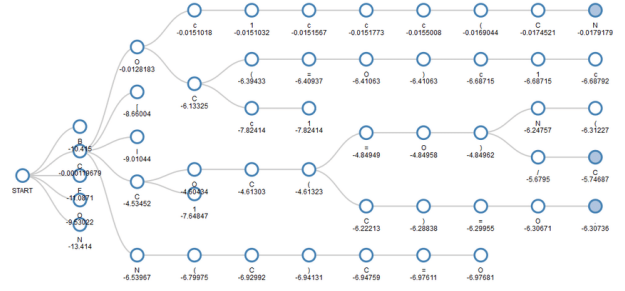 c 1 c c c ( C N
-0.0151018 -0.0151032 -0.0151567 -0.0151773 -0.0155008 -0.0169044 -0.0174521 -0.0179179
O
-0.0128183
( = O ) c 1 c
-6.39433 -6.40937 -6.41063 -6.41063 -6.68715 -6.68715 -6.68792
C
-6.13325
[
-8.66004
c 1
-7.82414 -7.82414
N (
-6.24757 -6.31227
B
-10.415
I
-9.01044
= O )
-4.84949 -4.84958 -4.84962
C
-0.000119679
START
/ C
-5.6795 -5.74687
C
-4.53452
O C (
-4.60434 -4.61303 -4.61323
F
-11.0871
1
-7.64847
O
-9.53022
C ) = O .
-6.22213 -6.28838 -6.29955 -6.30671 -6.30736
N
-13.414
N ( C ) C = O
-6.53967 -6.79975 -6.92992 -6.94131 -6.94759 -6.97611 -6.97681